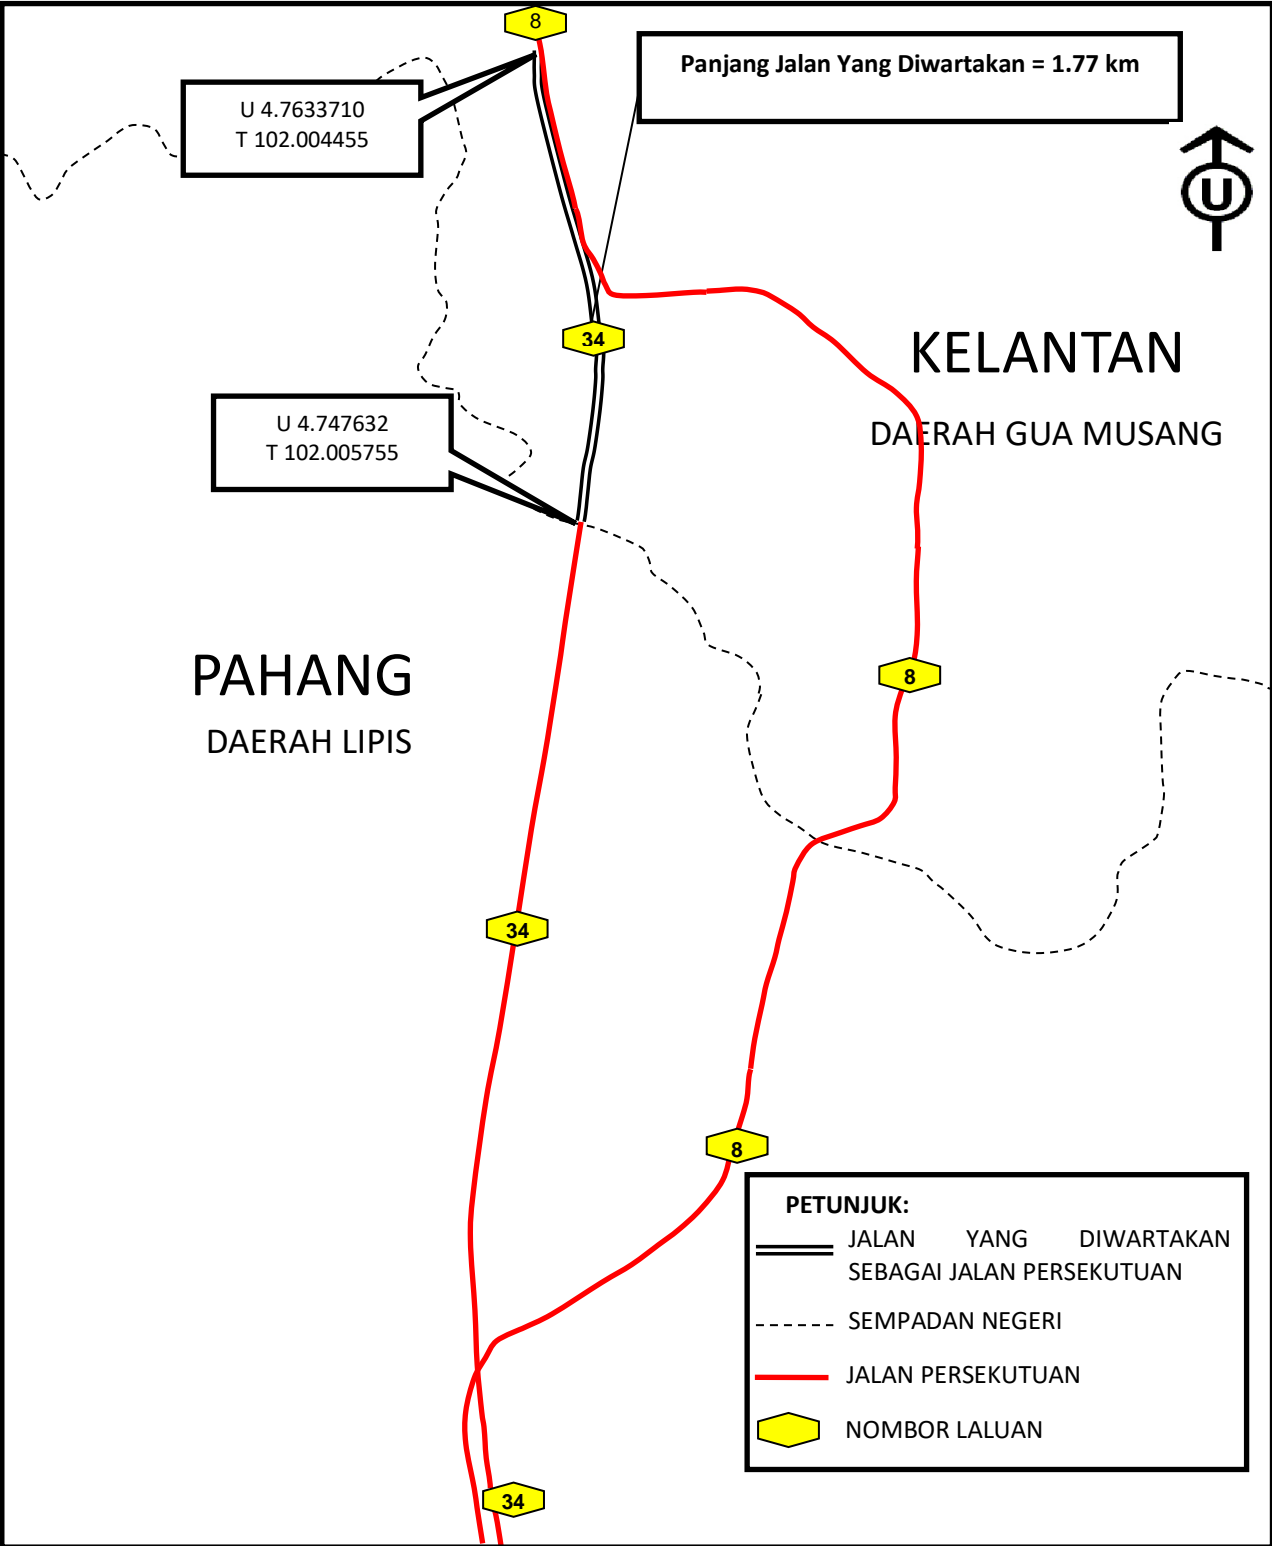 8
Panjang Jalan Yang Diwartakan = 1.77 km
U 4.7633710
T 102.004455
U
34
KELANTAN
DAERAH GUA MUSANG
U 4.747632
T 102.005755
PAHANG
DAERAH LIPIS
8
34
8
PETUNJUK:
JALAN YANG DIWARTAKAN
SEBAGAI JALAN PERSEKUTUAN
SEMPADAN NEGERI
JALAN PERSEKUTUAN
NOMBOR LALUAN
34